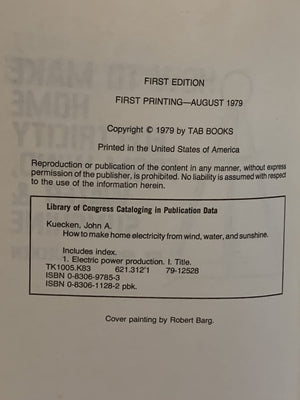 FIRST EDITION
FIRST PRINTING—AUGUST 1979
Copyright © 1979 by TAB BOOKS
Printed in the United States of America
Reproduction or publication of the content in any manner, without express
permission of the publisher, is prohibited. No liability is assumed with respect
to the use of the information herein.
Library of Congress Cataloging in Publication Data
Kuecken, John A.
How to make home electricity from wind, water, and sunshine.
Includes index.
1. Electric power production. I. Title.
TK1005.K83 621.312'1 79-12528
ISBN 0-8306-9785-3
ISBN 0-8306-1128-2 pbk.
Cover painting by Robert Barg.